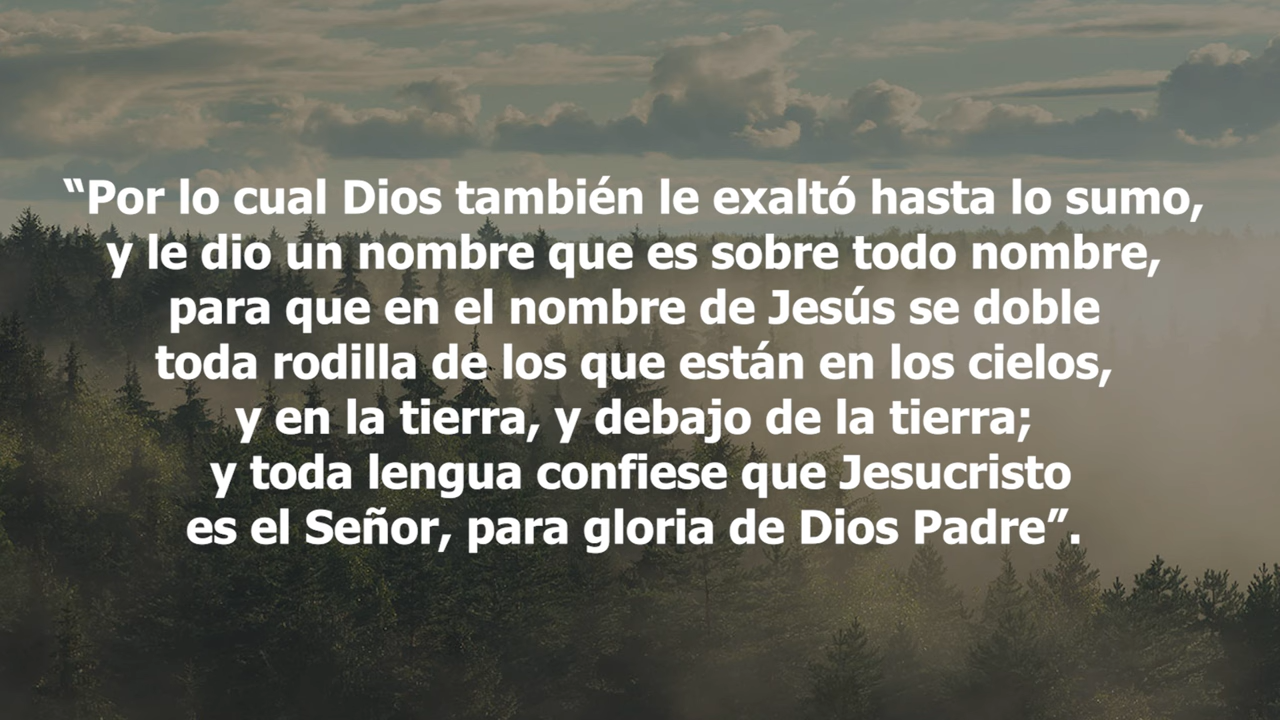 “Por lo cual Dios también le exaltó hasta lo sumo,
y le dio un nombre que es sobre todo nombre,
para que en el nombre de Jesús se doble
toda rodilla de los que están en los cielos,
y en la tierra, y debajo de la tierra;
y toda lengua confiese que Jesucristo
es el Señor, para gloria de Dios Padre”.